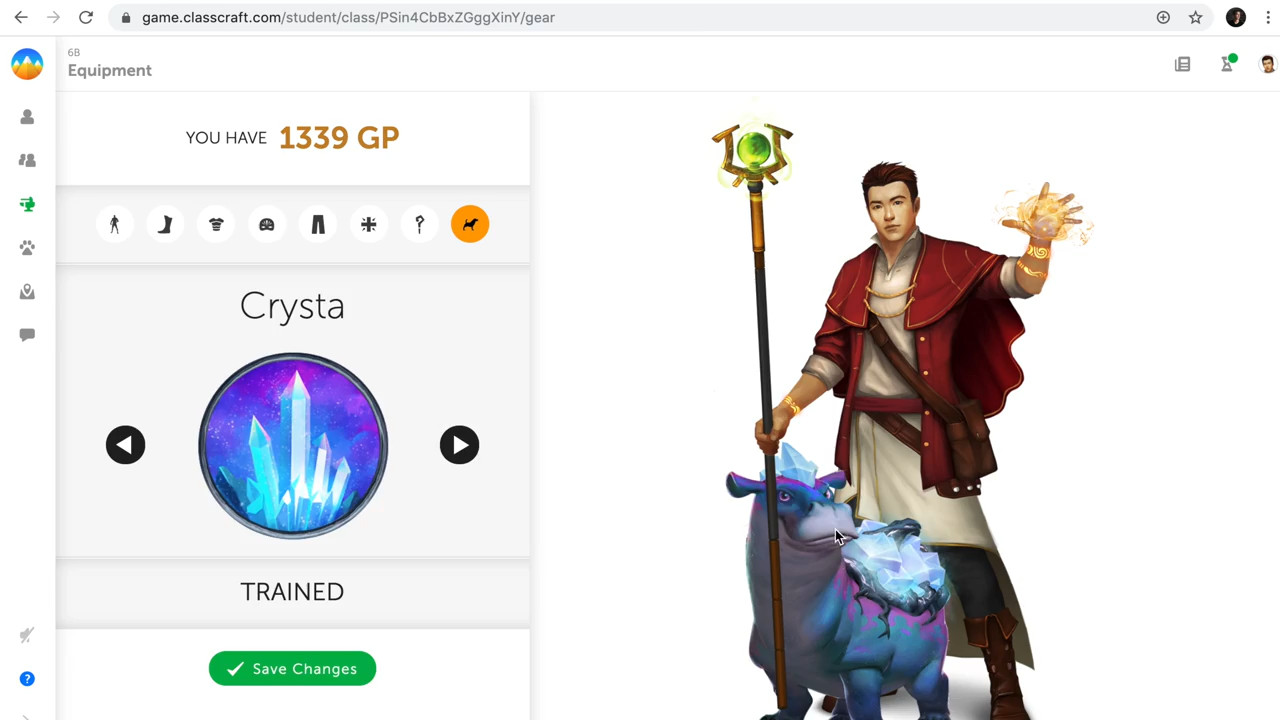 game.classcraft.com/student/class/PSin4CbBxZGggXinY/gear
6B
Equipment
YOU HAVE 1339 GP
Crysta
TRAINED
Save Changes
?